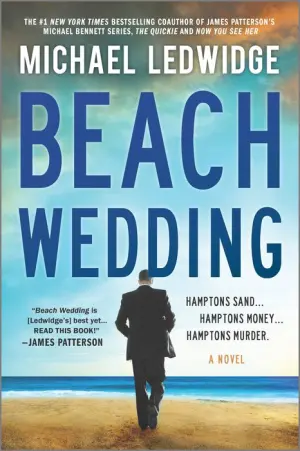 THE #1 NEW YORK TIMES BESTSELLING COAUTHOR OF JAMES PATTERSON'S
MICHAEL BENNETT SERIES, THE QUICKIE AND NOW YOU SEE HER
MICHAEL LEDWIDGE
BEACH
WEDDING
HAMPTONS SAND...
HAMPTONS MONEY...
HAMPTONS MURDER.
A NOVEL
"Beach Wedding is
[Ledwidge's] best yet...
READ THIS BOOK!"
—JAMES PATTERSON